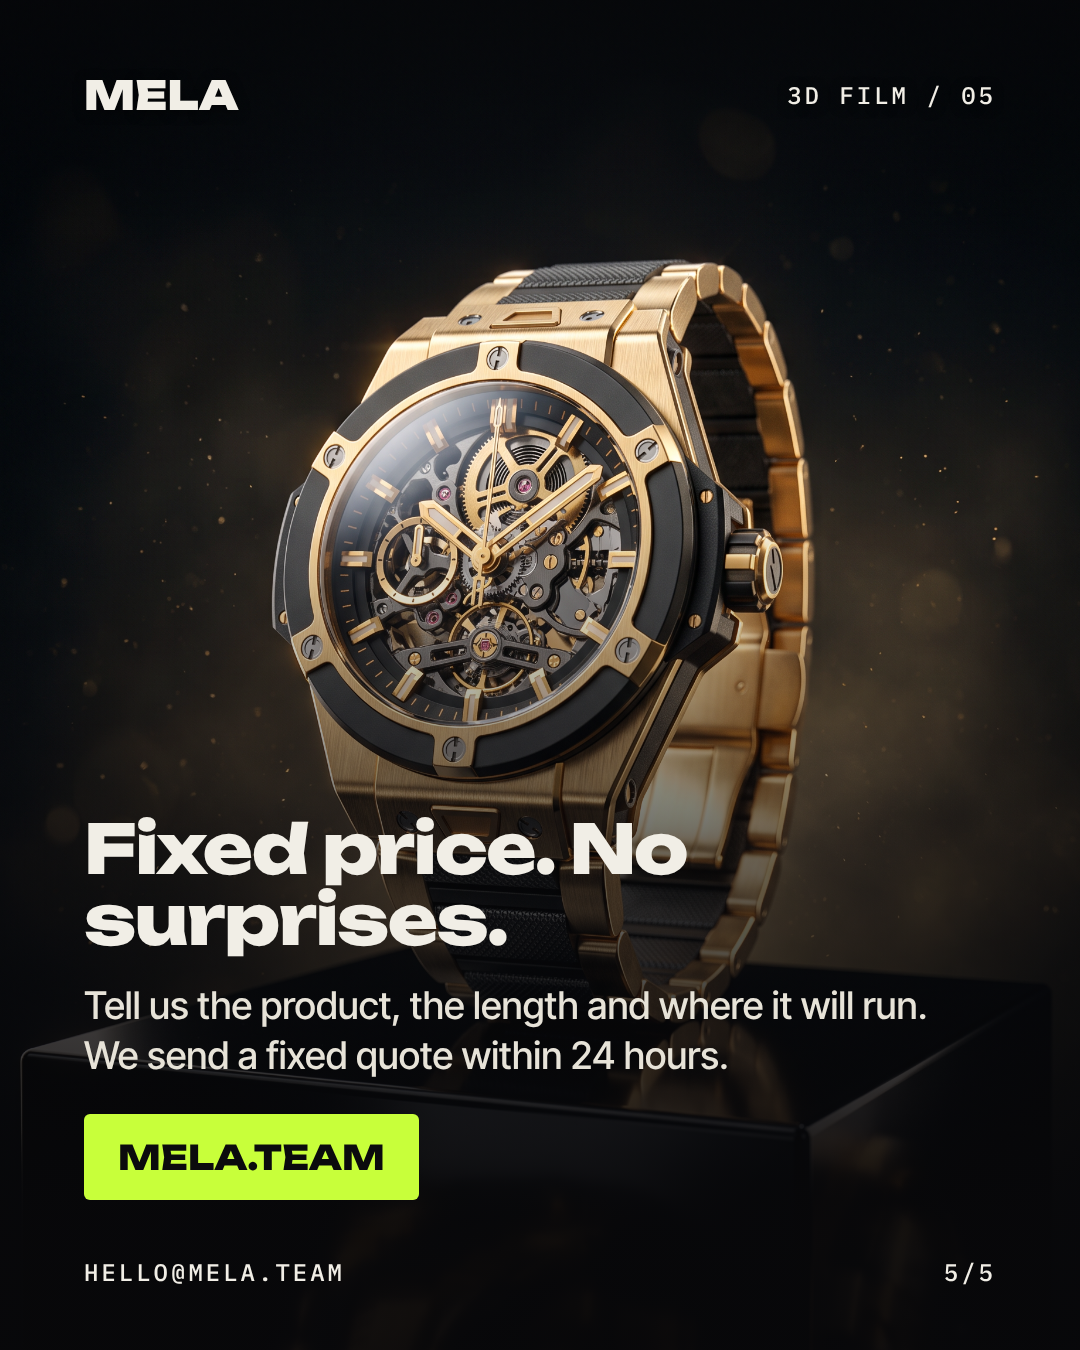 MELA
3D FILM / 05
Fixed price. No
surprises.
Tell us the product, the length and where it will run.
We send a fixed quote within 24 hours.
MELA.TEAM
HELLO@MELA.TEAM
5/5